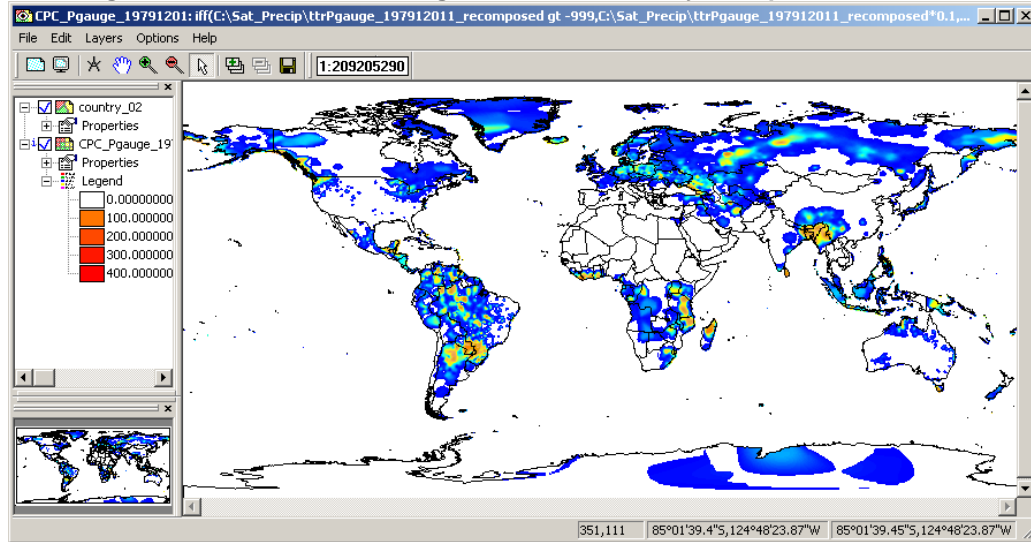 CPC_Pgauge_19791201: iff(C:\Sat_Precip\ttrPgauge_197912011_recomposed gt -999,C:\Sat_Precip\ttrPgauge_197912011_recomposed*0.1,...
File Edit Layers Options Help
1:209205290
country_02
Properties
CPC_Pgauge_19
Properties
Legend
0.00000000
100.000000
200.000000
300.000000
400.000000
351,111 85°01'39.4"S,124°48'23.87"W 85°01'39.45"S,124°48'23.87"W